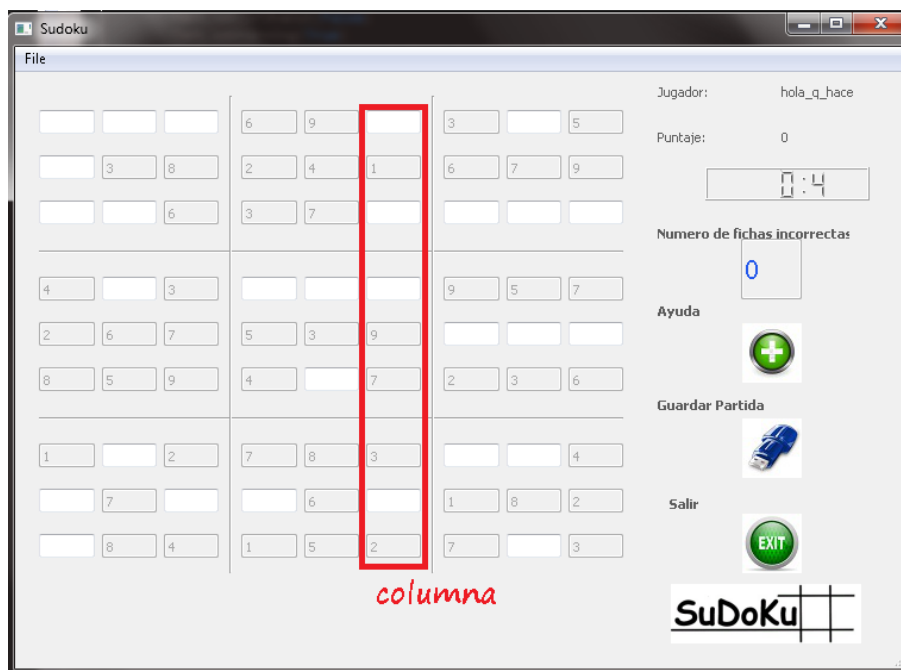 Sudoku
File
6 9 3 5
3 8 2 4 1 6 7 9
6 3 7
4 3 9 5 7
2 6 7 5 3 9
8 5 9 4 7 2 3 6
1 2 7 8 3 4
7 6 1 8 2
8 4 1 5 2 7 3
columna
Jugador: hola_q_hace
Puntaje: 0
0:4
Numero de fichas incorrectas
0
Ayuda
Guardar Partida
Salir
EXIT
SuDoKu